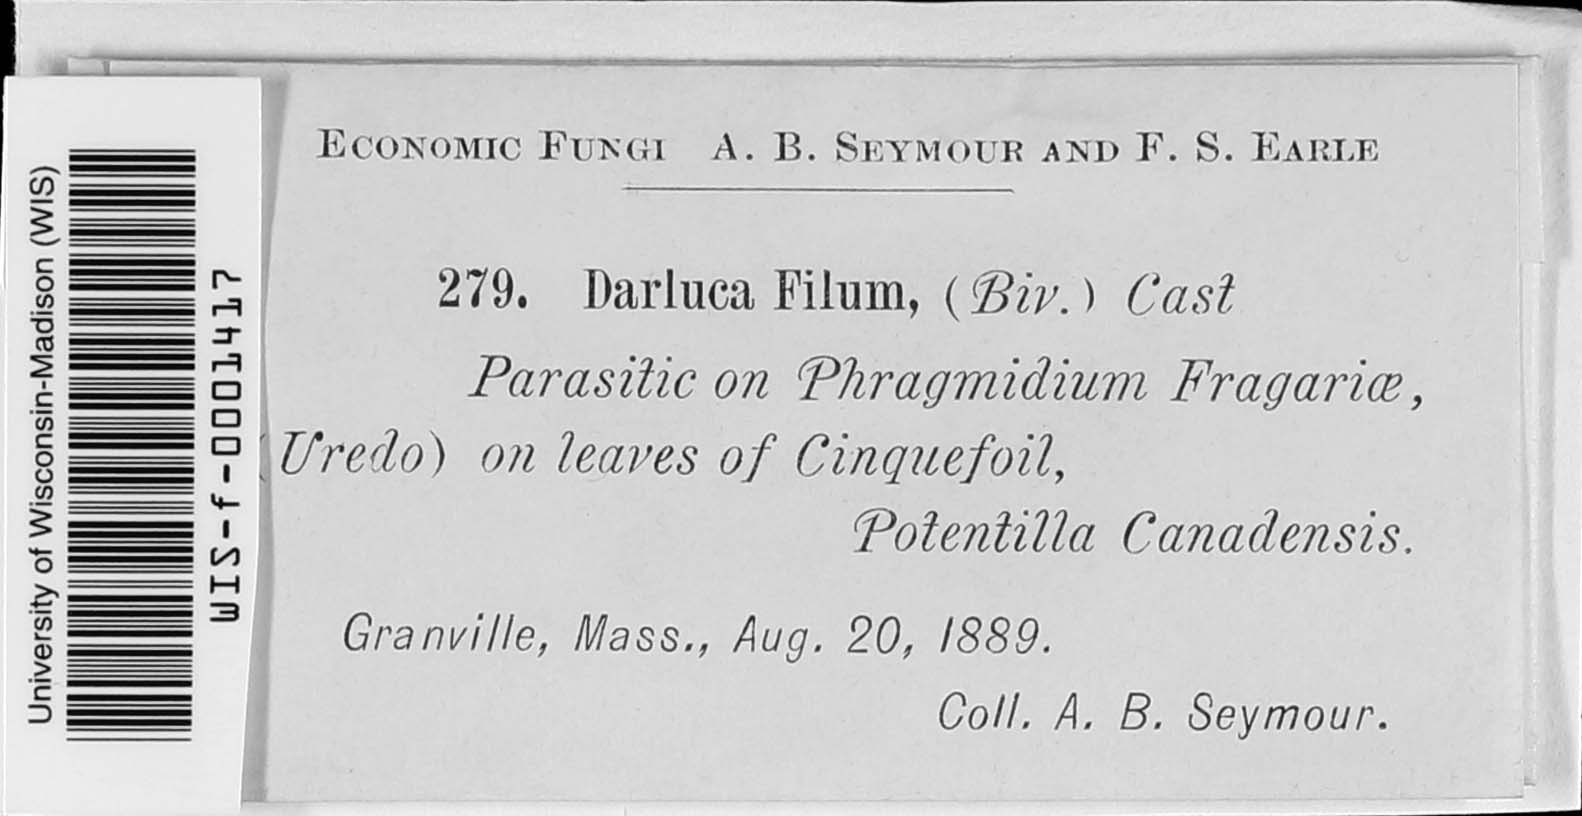 University of Wisconsin-Madison (WIS)
WIS-f-0001417
ECONOMIC FUNGI A. B. SEYMOUR AND F. S. EARLE
279. Darluca Filum, (Biv.) Cast
Parasitic on Phragmidium Fragariæ,
(Uredo) on leaves of Cinquefoil,
Potentilla Canadensis.
Granville, Mass., Aug. 20, 1889.
Coll. A. B. Seymour.